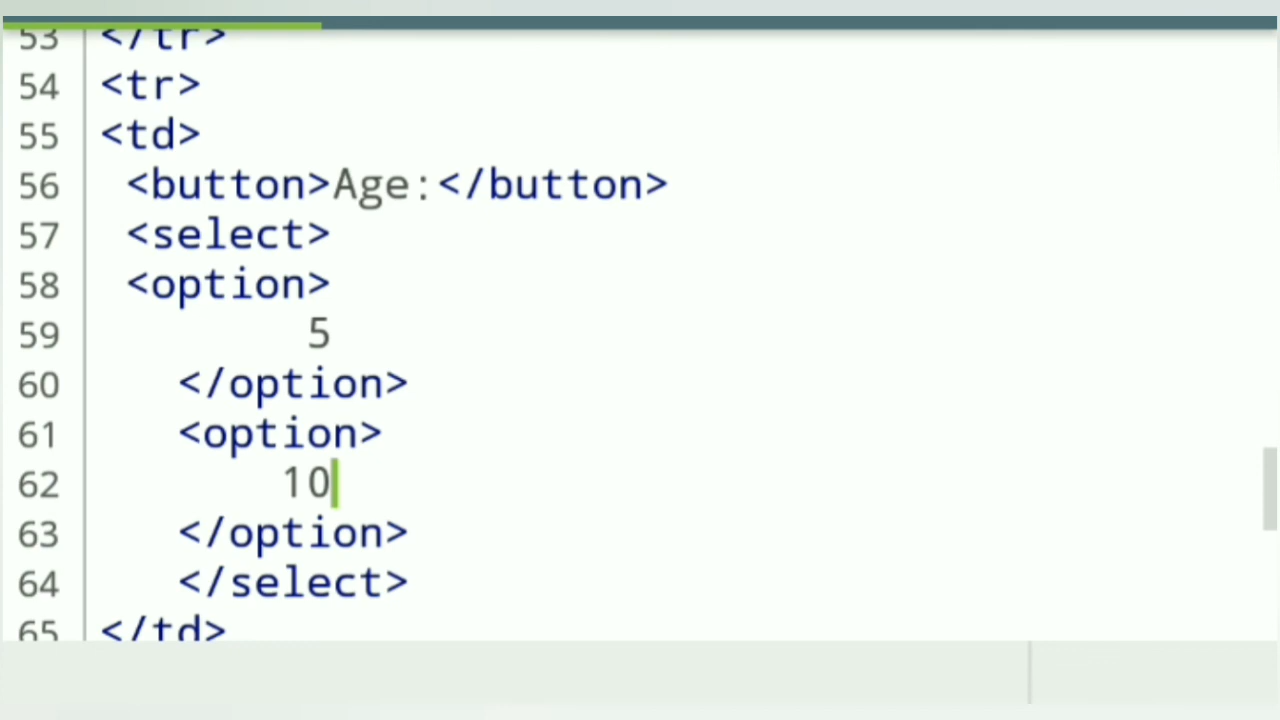 53 </tr>
54 <tr>
55 <td>
56 <button>Age:</button>
57 <select>
58 <option>
59 5
60 </option>
61 <option>
62 10
63 </option>
64 </select>
65 </td>